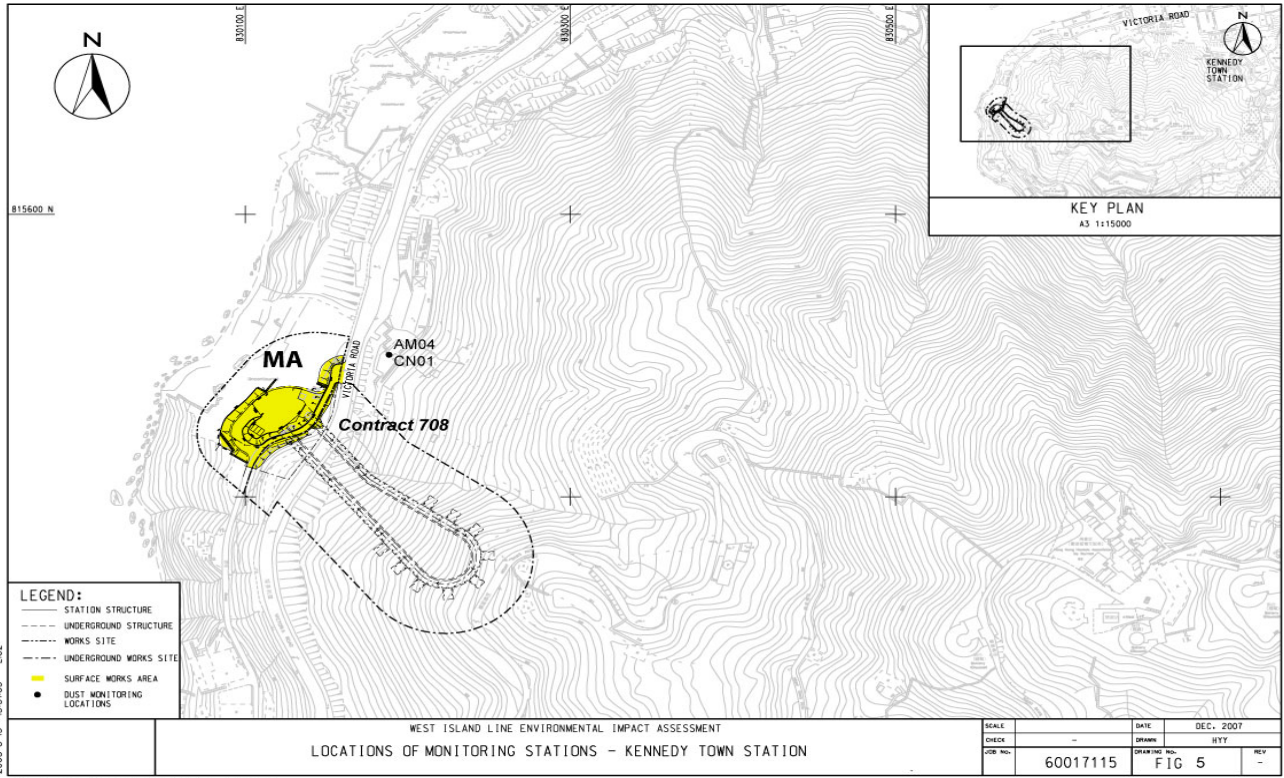 830100 E
830300 E
830500 E
N
VICTORIA ROAD
N
KENNEDY
TOWN
STATION
KEY PLAN
A3 1:15000
815600 N
MA
VICTORIA ROAD
AM04
CN01
Contract 708
LEGEND:
STATION STRUCTURE
UNDERGROUND STRUCTURE
WORKS SITE
UNDERGROUND WORKS SITE
SURFACE WORKS AREA
DUST MONITORING
LOCATIONS
WEST ISLAND LINE ENVIRONMENTAL IMPACT ASSESSMENT
LOCATIONS OF MONITORING STATIONS - KENNEDY TOWN STATION
SCALE
DATE
DEC. 2007
CHECK
-
DRAWN
HYY
JOB No.
60017115
DRAWING No.
FIG 5
REV
-